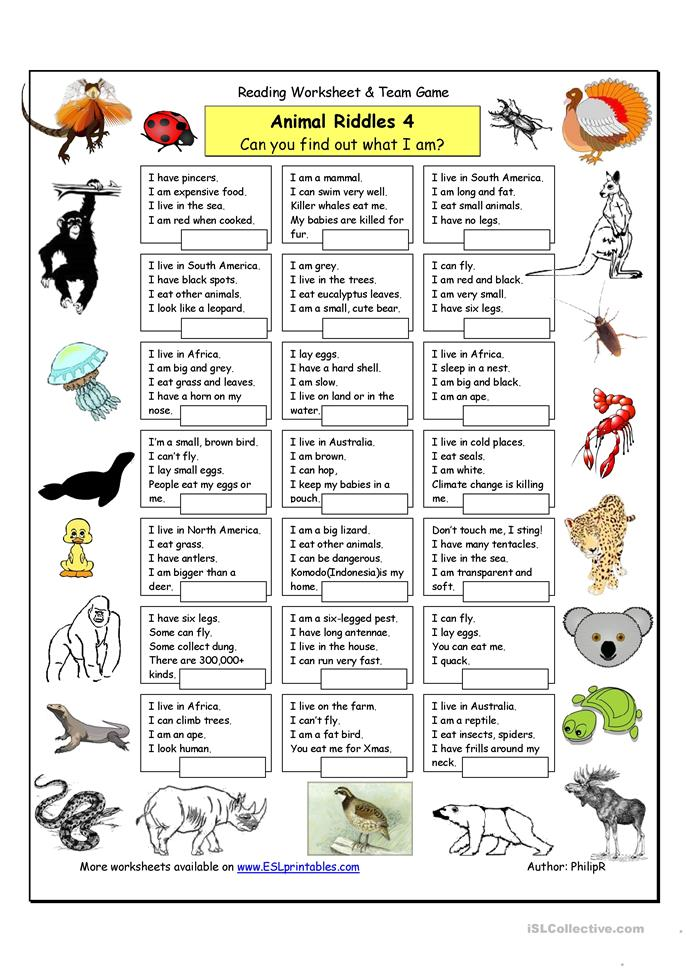 Reading Worksheet & Team Game
Animal Riddles 4
Can you find out what I am?
I have pincers.
I am expensive food.
I live in the sea.
I am red when cooked.
I am a mammal.
I can swim very well.
Killer whales eat me.
My babies are killed for
fur.
I live in South America.
I am long and fat.
I eat small animals.
I have no legs.
I live in South America.
I have black spots.
I eat other animals.
I look like a leopard.
I am grey.
I live in the trees.
I eat eucalyptus leaves.
I am a small, cute bear.
I can fly.
I am red and black.
I am very small.
I have six legs.
I live in Africa.
I am big and grey.
I eat grass and leaves.
I have a horn on my
nose.
I lay eggs.
I have a hard shell.
I am slow.
I live on land or in the
water.
I live in Africa.
I sleep in a nest.
I am big and black.
I am an ape.
I'm a small, brown bird.
I can't fly.
I lay small eggs.
People eat my eggs or
me.
I live in Australia.
I am brown.
I can hop,
I keep my babies in a
pouch.
I live in cold places.
I eat seals.
I am white.
Climate change is killing
me.
I live in North America.
I eat grass.
I have antlers.
I am bigger than a
deer.
I am a big lizard.
I eat other animals.
I can be dangerous.
Komodo(Indonesia)is my
home.
Don't touch me, I sting!
I have many tentacles.
I live in the sea.
I am transparent and
soft.
I have six legs.
Some can fly.
Some collect dung.
There are 300,000+
kinds.
I am a six-legged pest.
I have long antennae.
I live in the house.
I can run very fast.
I can fly.
I lay eggs.
You can eat me.
I quack.
I live in Africa.
I can climb trees.
I am an ape.
I look human.
I live on the farm.
I can't fly.
I am a fat bird.
You eat me for Xmas.
I live in Australia.
I am a reptile.
I eat insects, spiders.
I have frills around my
neck.
More worksheets available on www.ESLprintables.com
Author: PhilipR
iSLCollective.com